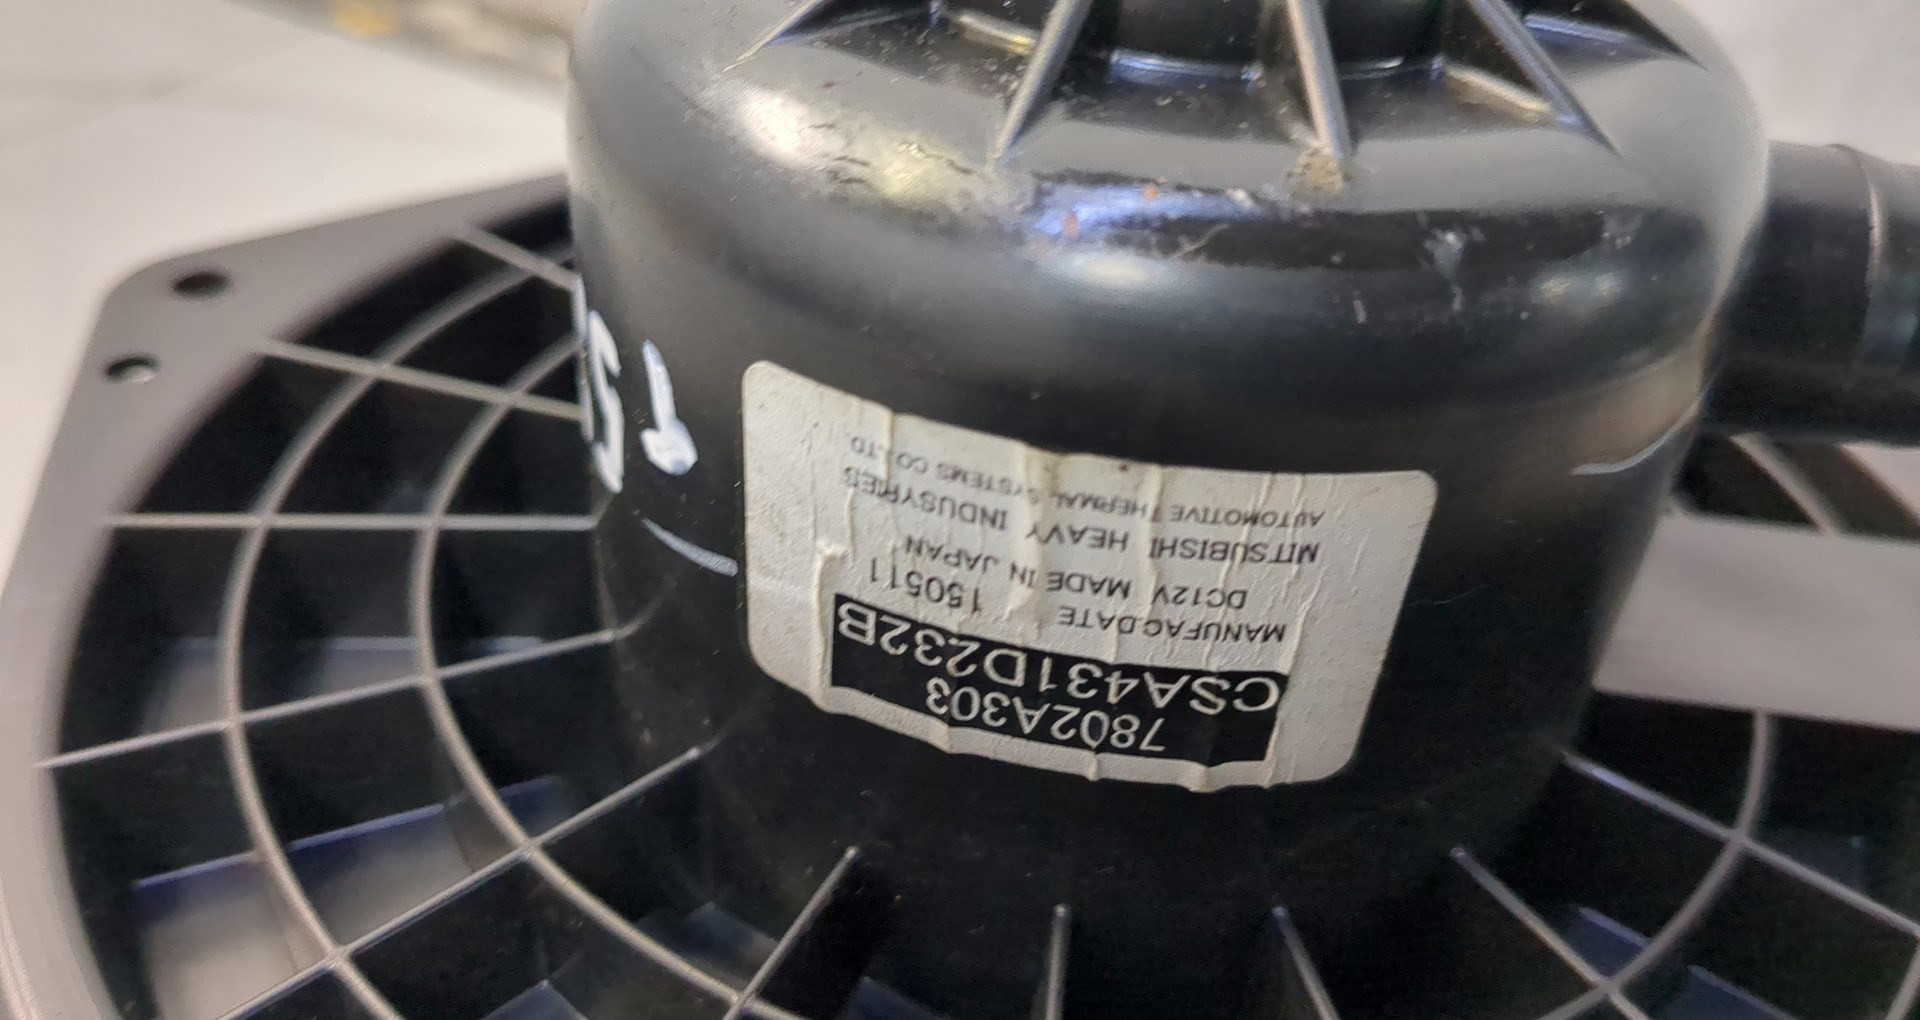 7802A303
CSA431D232B
MANUFAC.DATE 150511
DC12V MADE IN JAPAN
MITSUBISHI HEAVY INDUSYRES
AUTOMOTIVE THERMAL SYSTEMS CO.LTD.